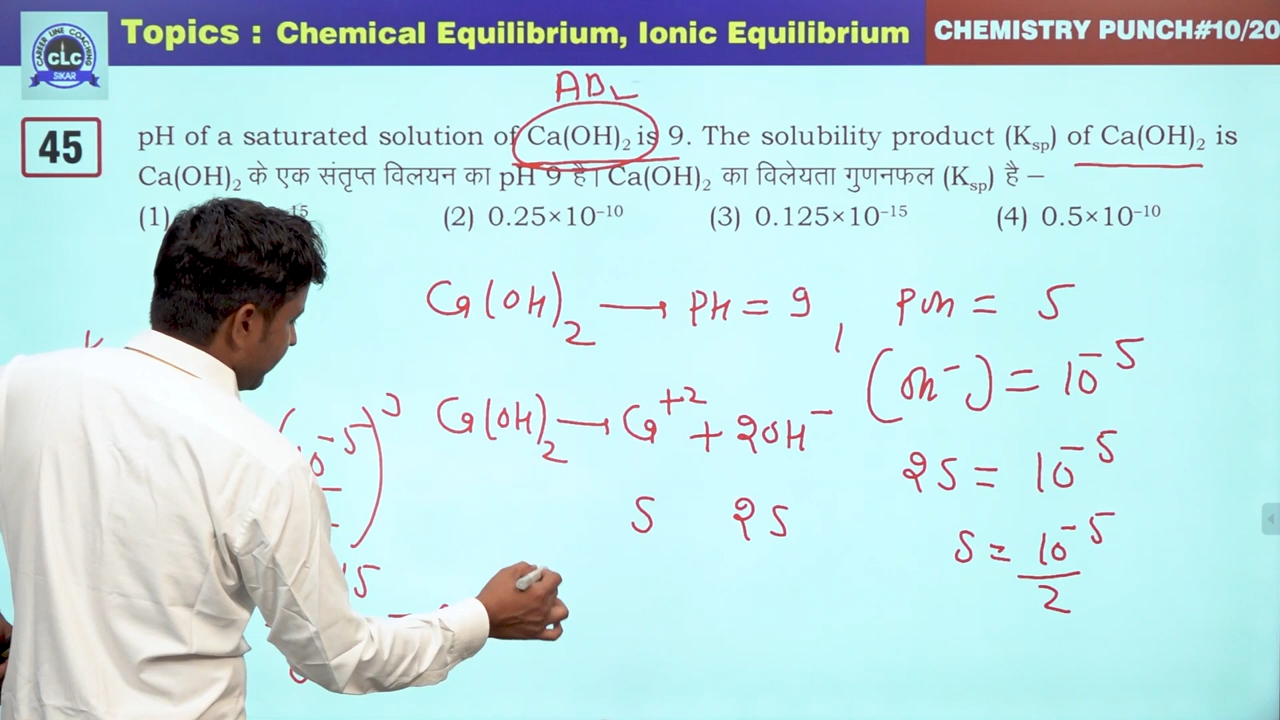 CAREER LINE COACHING
CLC
SIKAR
Topics : Chemical Equilibrium, Ionic Equilibrium
CHEMISTRY PUNCH#10/20
AB₂
45
pH of a saturated solution of Ca(OH)₂ is 9. The solubility product (Kₛₚ) of Ca(OH)₂ is
Ca(OH)₂ के एक संतृप्त विलयन का pH 9 है। Ca(OH)₂ का विलेयता गुणनफल (Kₛₚ) है –
(1) ⁻¹⁵
(2) 0.25×10⁻¹⁰
(3) 0.125×10⁻¹⁵
(4) 0.5×10⁻¹⁰
Ca(OH)₂ ⟶ PH = 9, POH = 5
(OH⁻) = 10⁻⁵
Ca(OH)₂ ⟶ Ca⁺² + 2OH⁻
S 2S
2S = 10⁻⁵
S = 10⁻⁵/2